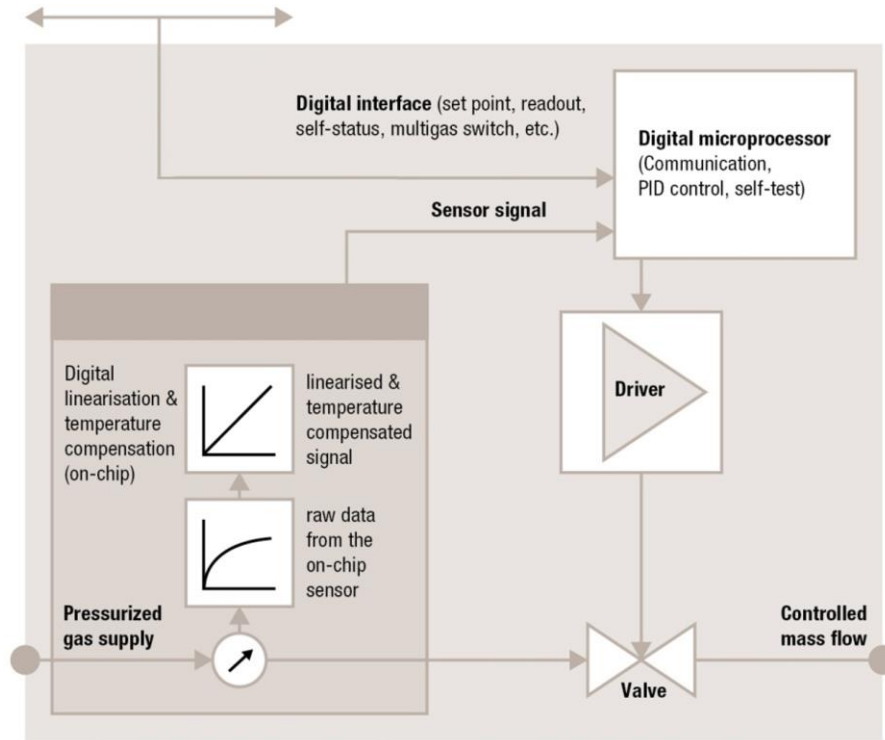 Digital interface (set point, readout,
self-status, multigas switch, etc.)
Digital microprocessor
(Communication,
PID control, self-test)
Sensor signal
Digital
linearisation &
temperature
compensation
(on-chip)
linearised &
temperature
compensated
signal
Driver
raw data
from the
on-chip
sensor
Pressurized
gas supply
Controlled
mass flow
Valve